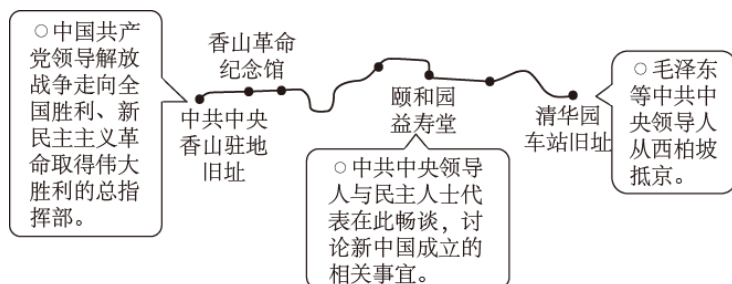 ○中国共产
党领导解放
战争走向全
国胜利、新
民主主义革
命取得伟大
胜利的总指
挥部。
香山革命
纪念馆
中共中央
香山驻地
旧址
颐和园
益寿堂
○中共中央领导
人与民主人士代
表在此畅谈，讨
论新中国成立的
相关事宜。
清华园
车站旧址
○毛泽东
等中共中
央领导人
从西柏坡
抵京。